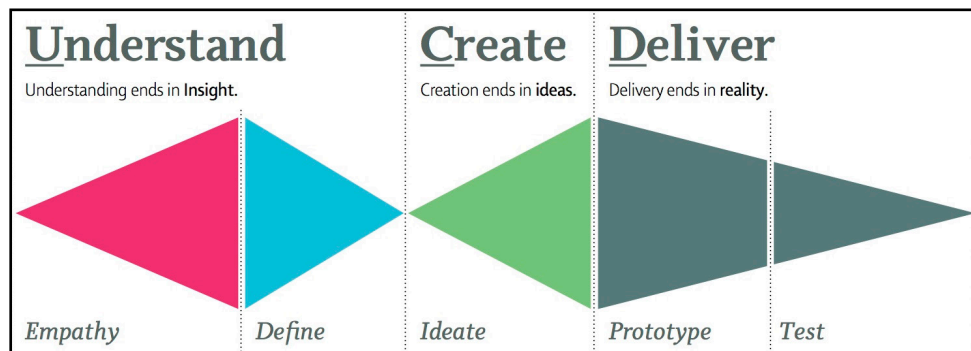 Understand
Understanding ends in Insight.
Create
Creation ends in ideas.
Deliver
Delivery ends in reality.
Empathy
Define
Ideate
Prototype
Test